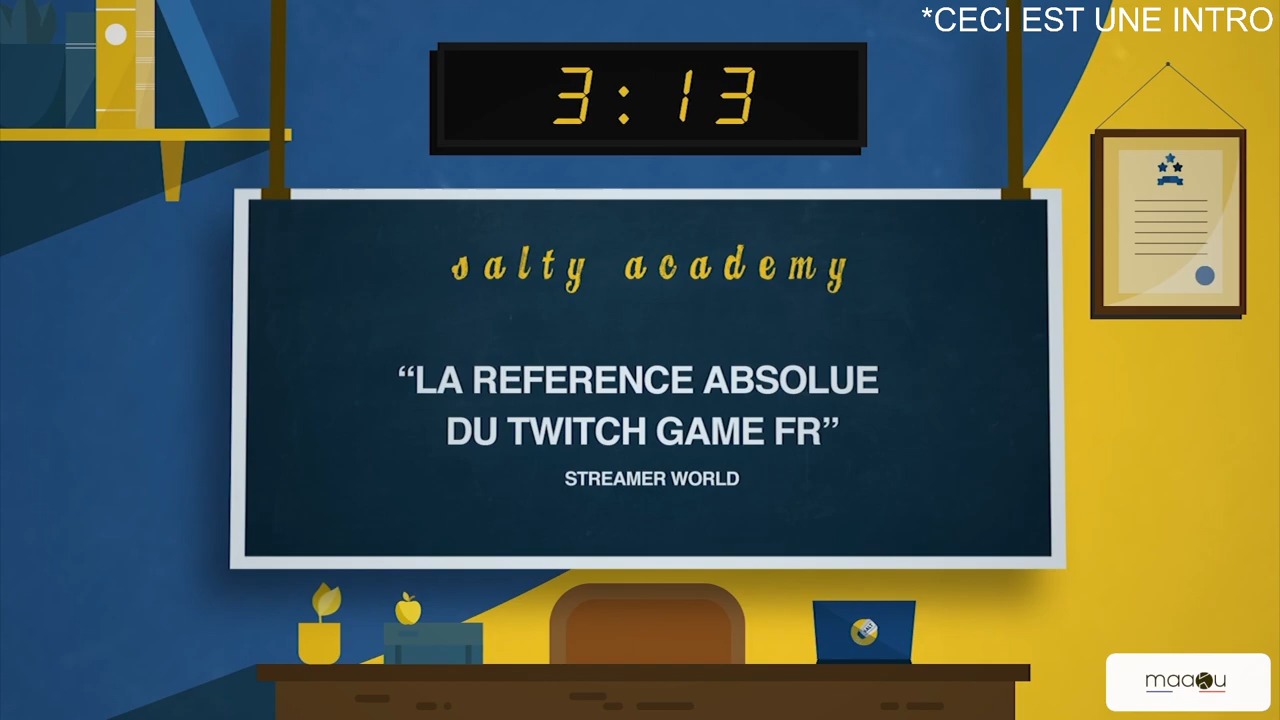 *CECI EST UNE INTRO
3:13
salty academy
“LA REFERENCE ABSOLUE
DU TWITCH GAME FR”
STREAMER WORLD
maaku